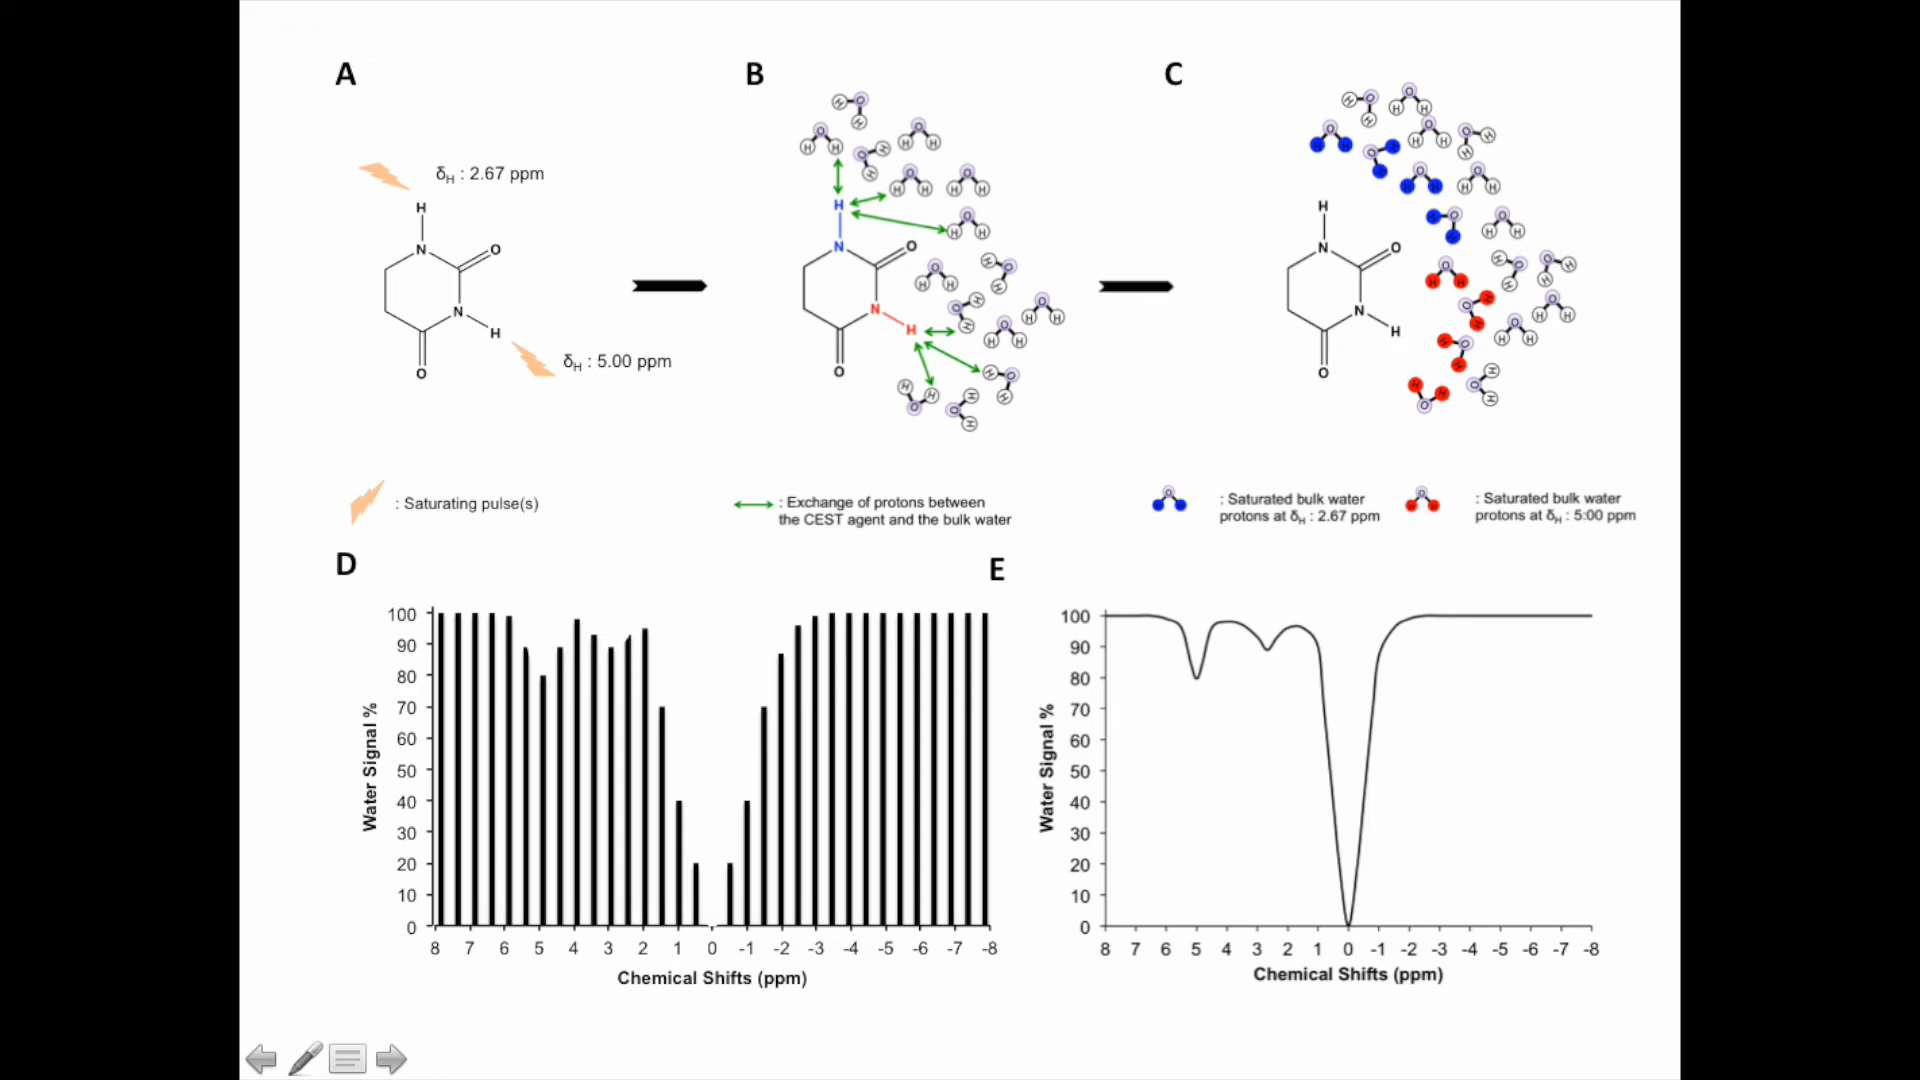 A
B
C
δH : 2.67 ppm
H
N
O
N
H
O
δH : 5.00 ppm
H
N
O
N
H
O
H
N
O
N
H
O
: Saturating pulse(s)
: Exchange of protons between
the CEST agent and the bulk water
: Saturated bulk water
protons at δH : 2.67 ppm
: Saturated bulk water
protons at δH : 5:00 ppm
D
E
100
90
80
70
60
50
40
30
20
10
0
Water Signal %
8 7 6 5 4 3 2 1 0 -1 -2 -3 -4 -5 -6 -7 -8
Chemical Shifts (ppm)
100
90
80
70
60
50
40
30
20
10
0
Water Signal %
8 7 6 5 4 3 2 1 0 -1 -2 -3 -4 -5 -6 -7 -8
Chemical Shifts (ppm)